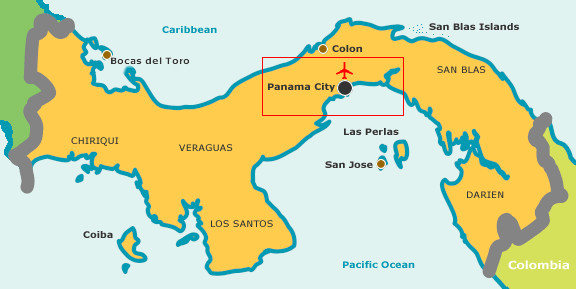 Caribbean
San Blas Islands
Colon
Bocas del Toro
SAN BLAS
Panama City
Las Perlas
CHIRIQUI
VERAGUAS
San Jose
DARIEN
LOS SANTOS
Coiba
Pacific Ocean
Colombia